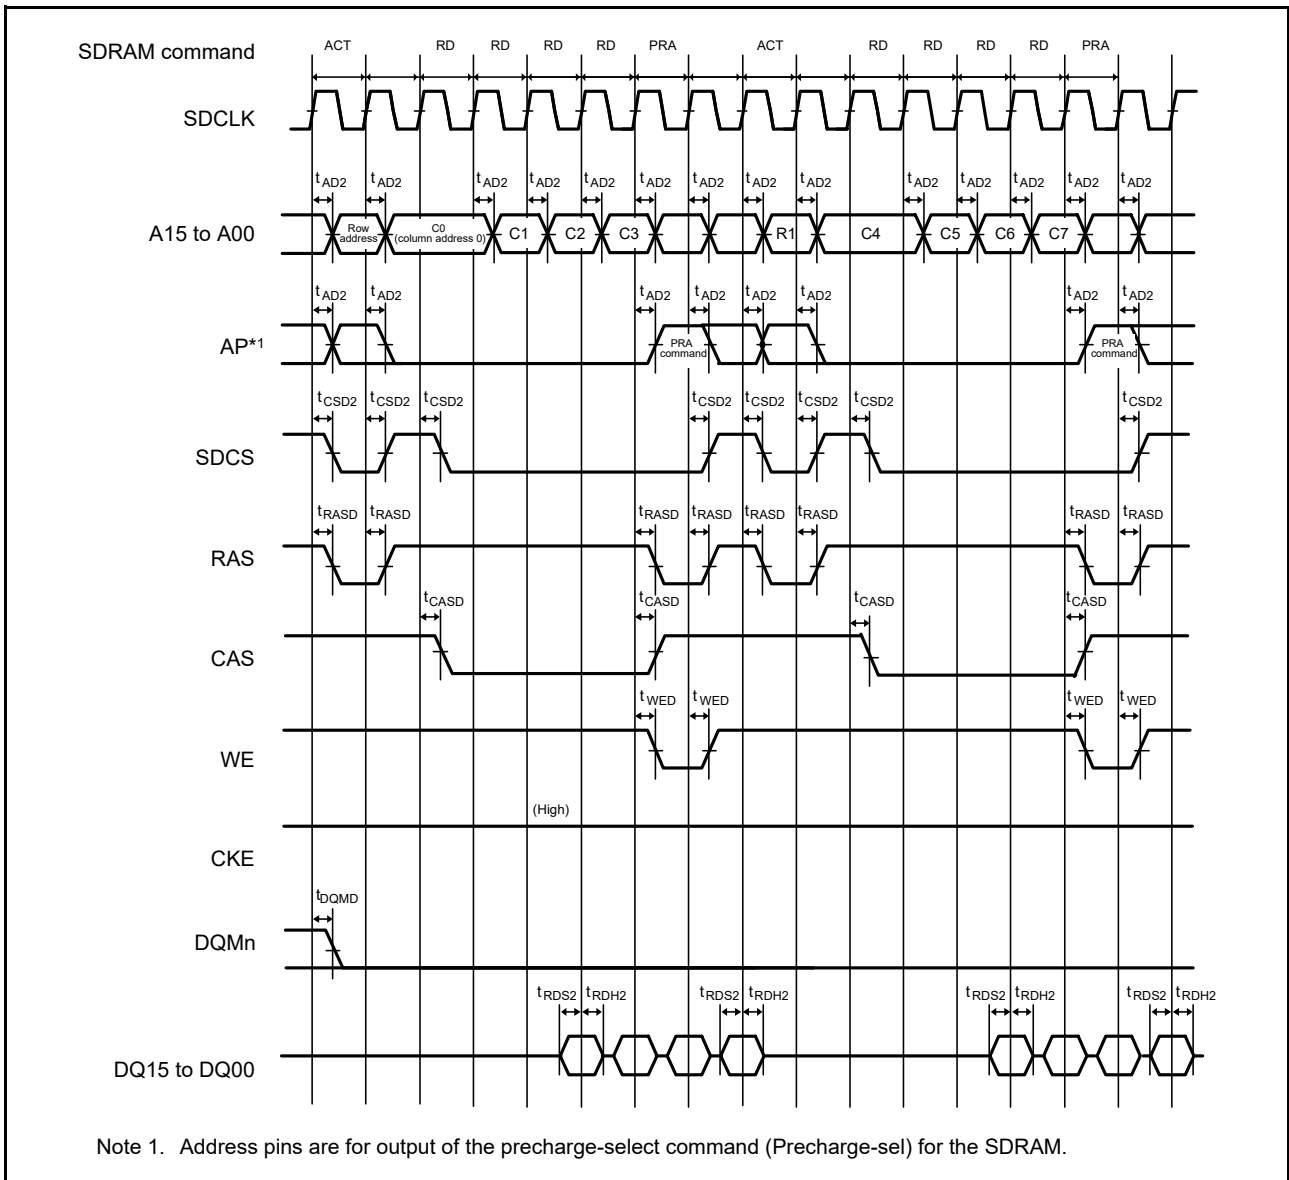 SDRAM command ACT RD RD RD RD PRA ACT RD RD RD RD PRA
SDCLK
tAD2 tAD2 tAD2 tAD2 tAD2 tAD2 tAD2 tAD2 tAD2 tAD2 tAD2 tAD2 tAD2 tAD2
A15 to A00 Row address C0 (column address 0) C1 C2 C3 R1 C4 C5 C6 C7
tAD2 tAD2 tAD2 tAD2 tAD2 tAD2 tAD2 tAD2
AP*1 PRA command PRA command
tCSD2 tCSD2 tCSD2 tCSD2 tCSD2 tCSD2 tCSD2 tCSD2
SDCS
tRASD tRASD tRASD tRASD tRASD tRASD tRASD tRASD
RAS
tCASD tCASD tCASD tCASD
CAS
tWED tWED tWED tWED
WE
(High)
CKE
tDQMD
DQMn
tRDS2 tRDH2 tRDS2 tRDH2 tRDS2 tRDH2 tRDS2 tRDH2
DQ15 to DQ00
Note 1. Address pins are for output of the precharge-select command (Precharge-sel) for the SDRAM.